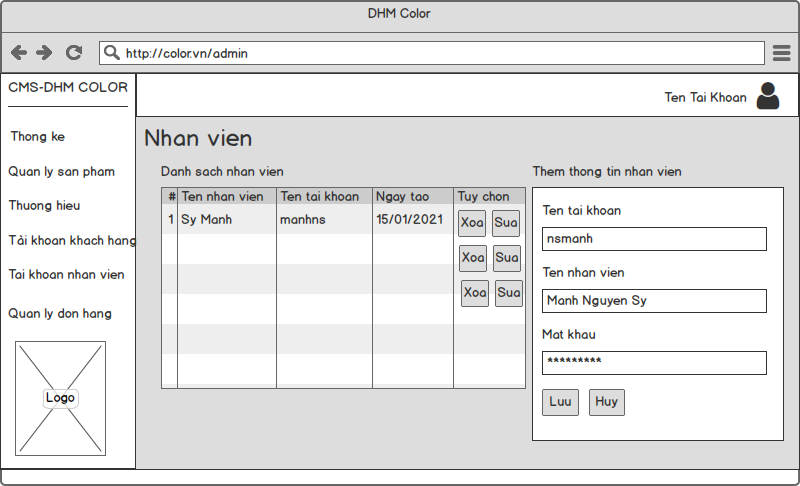 DHM Color
http://color.vn/admin
CMS-DHM COLOR
Ten Tai Khoan
Thong ke
Quan ly san pham
Thuong hieu
Tài khoan khach hang
Tai khoan nhan vien
Quan ly don hang
Logo
Nhan vien
Danh sach nhan vien
# Ten nhan vien Ten tai khoan Ngay tao Tuy chon
1 Sy Manh manhns 15/01/2021 Xoa Sua
Xoa Sua
Xoa Sua
Them thong tin nhan vien
Ten tai khoan
nsmanh
Ten nhan vien
Manh Nguyen Sy
Mat khau
*********
Luu Huy